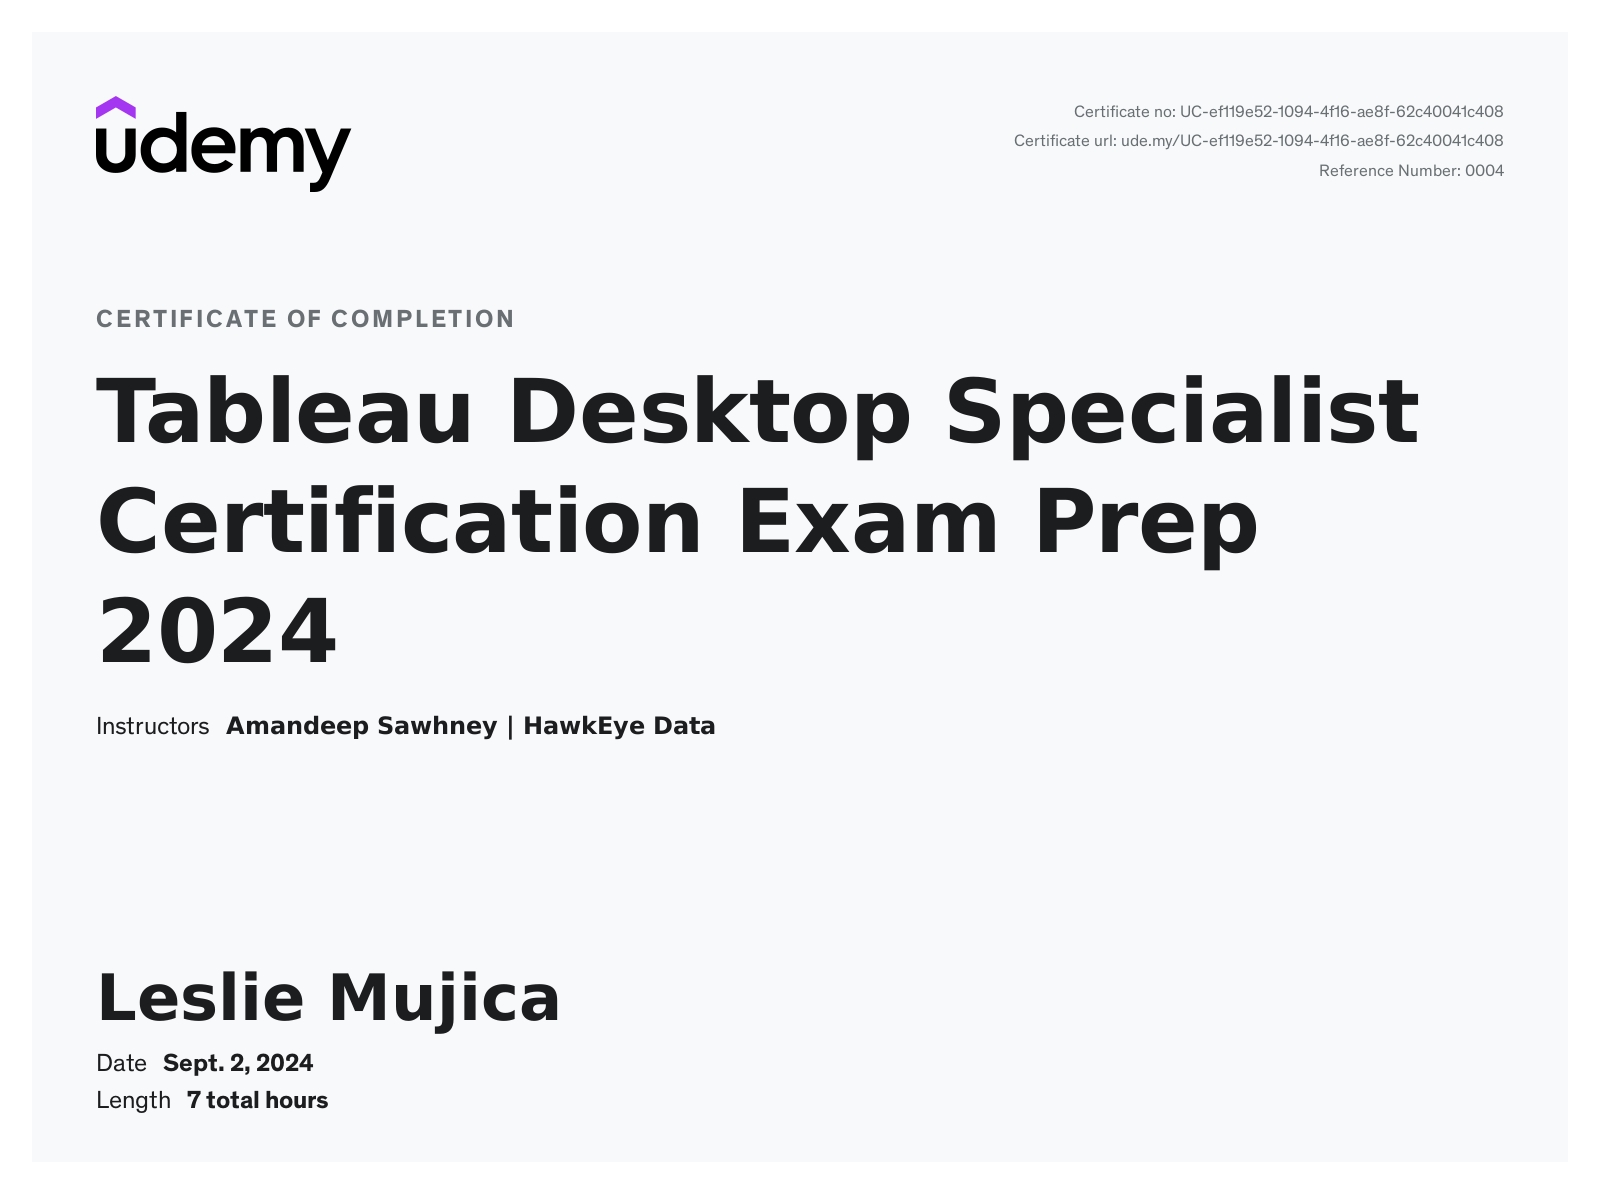 udemy
Certificate no: UC-ef119e52-1094-4f16-ae8f-62c40041c408
Certificate url: ude.my/UC-ef119e52-1094-4f16-ae8f-62c40041c408
Reference Number: 0004
CERTIFICATE OF COMPLETION
Tableau Desktop Specialist
Certification Exam Prep
2024
Instructors Amandeep Sawhney | HawkEye Data
Leslie Mujica
Date Sept. 2, 2024
Length 7 total hours